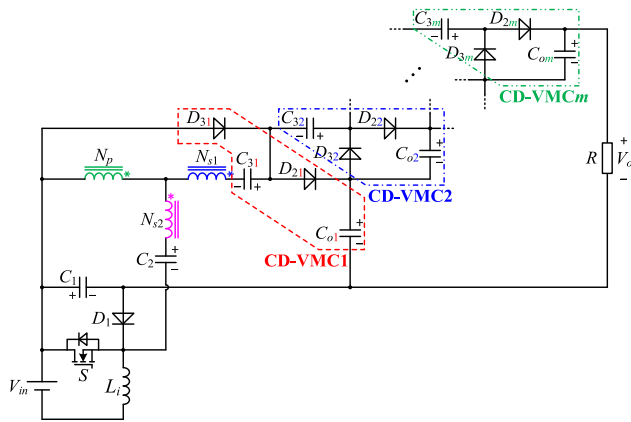 C3m
D2m
D3m
Com
CD-VMCm
D31
C32
D22
Np
Ns1
C31
D21
D32
Co2
CD-VMC2
R
Vo
Ns2
C2
Co1
CD-VMC1
C1
D1
S
Vin
Li